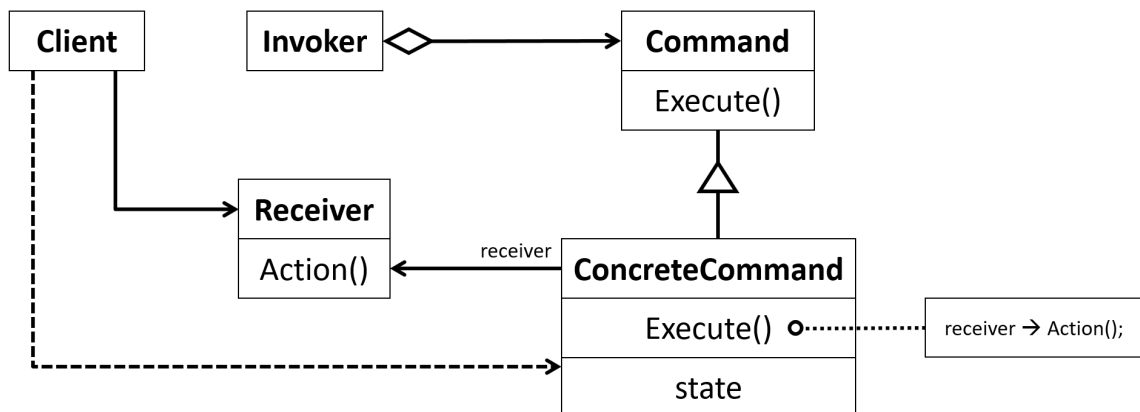 Client
Invoker
Command
Execute()
Receiver
Action()
receiver
ConcreteCommand
Execute()
receiver → Action();
state